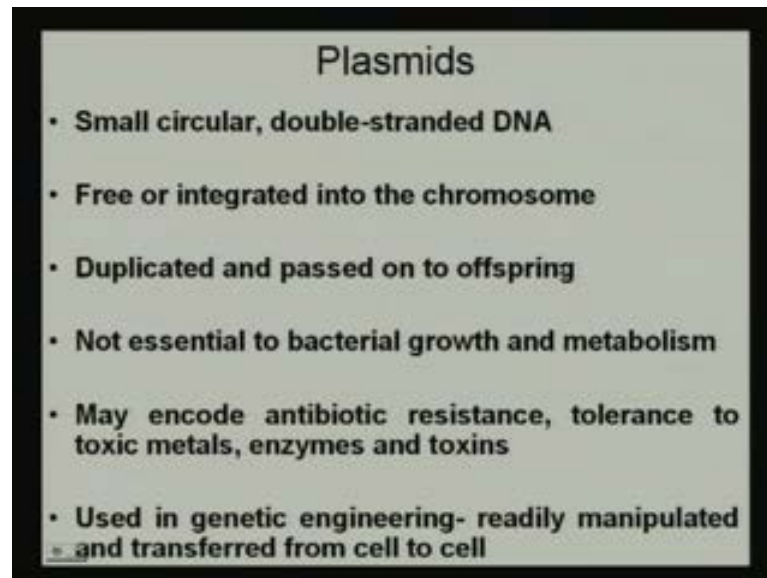 Plasmids
• Small circular, double-stranded DNA
• Free or integrated into the chromosome
• Duplicated and passed on to offspring
• Not essential to bacterial growth and metabolism
• May encode antibiotic resistance, tolerance to
toxic metals, enzymes and toxins
• Used in genetic engineering- readily manipulated
and transferred from cell to cell